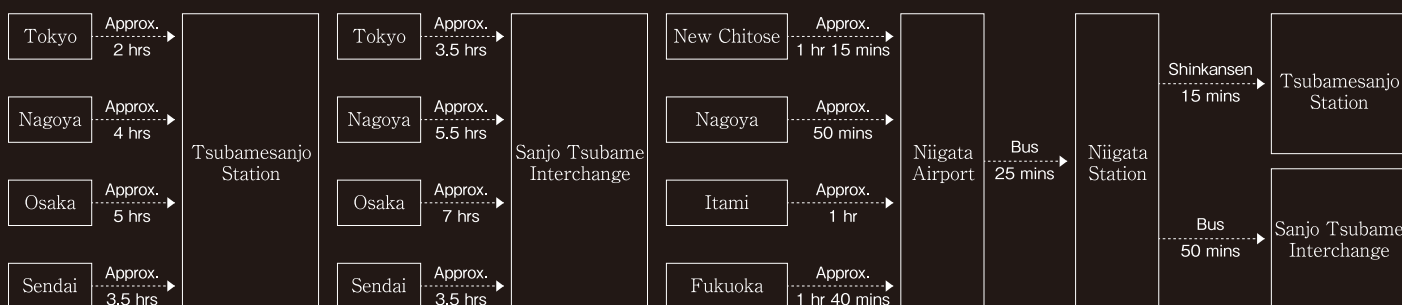 Tokyo
Approx.
2 hrs
Nagoya
Approx.
4 hrs
Osaka
Approx.
5 hrs
Sendai
Approx.
3.5 hrs
Tsubamesanjo
Station
Tokyo
Approx.
3.5 hrs
Nagoya
Approx.
5.5 hrs
Osaka
Approx.
7 hrs
Sendai
Approx.
3.5 hrs
Sanjo Tsubame
Interchange
New Chitose
Approx.
1 hr 15 mins
Nagoya
Approx.
50 mins
Itami
Approx.
1 hr
Fukuoka
Approx.
1 hr 40 mins
Niigata
Airport
Bus
25 mins
Niigata
Station
Shinkansen
15 mins
Tsubamesanjo
Station
Bus
50 mins
Sanjo Tsubame
Interchange